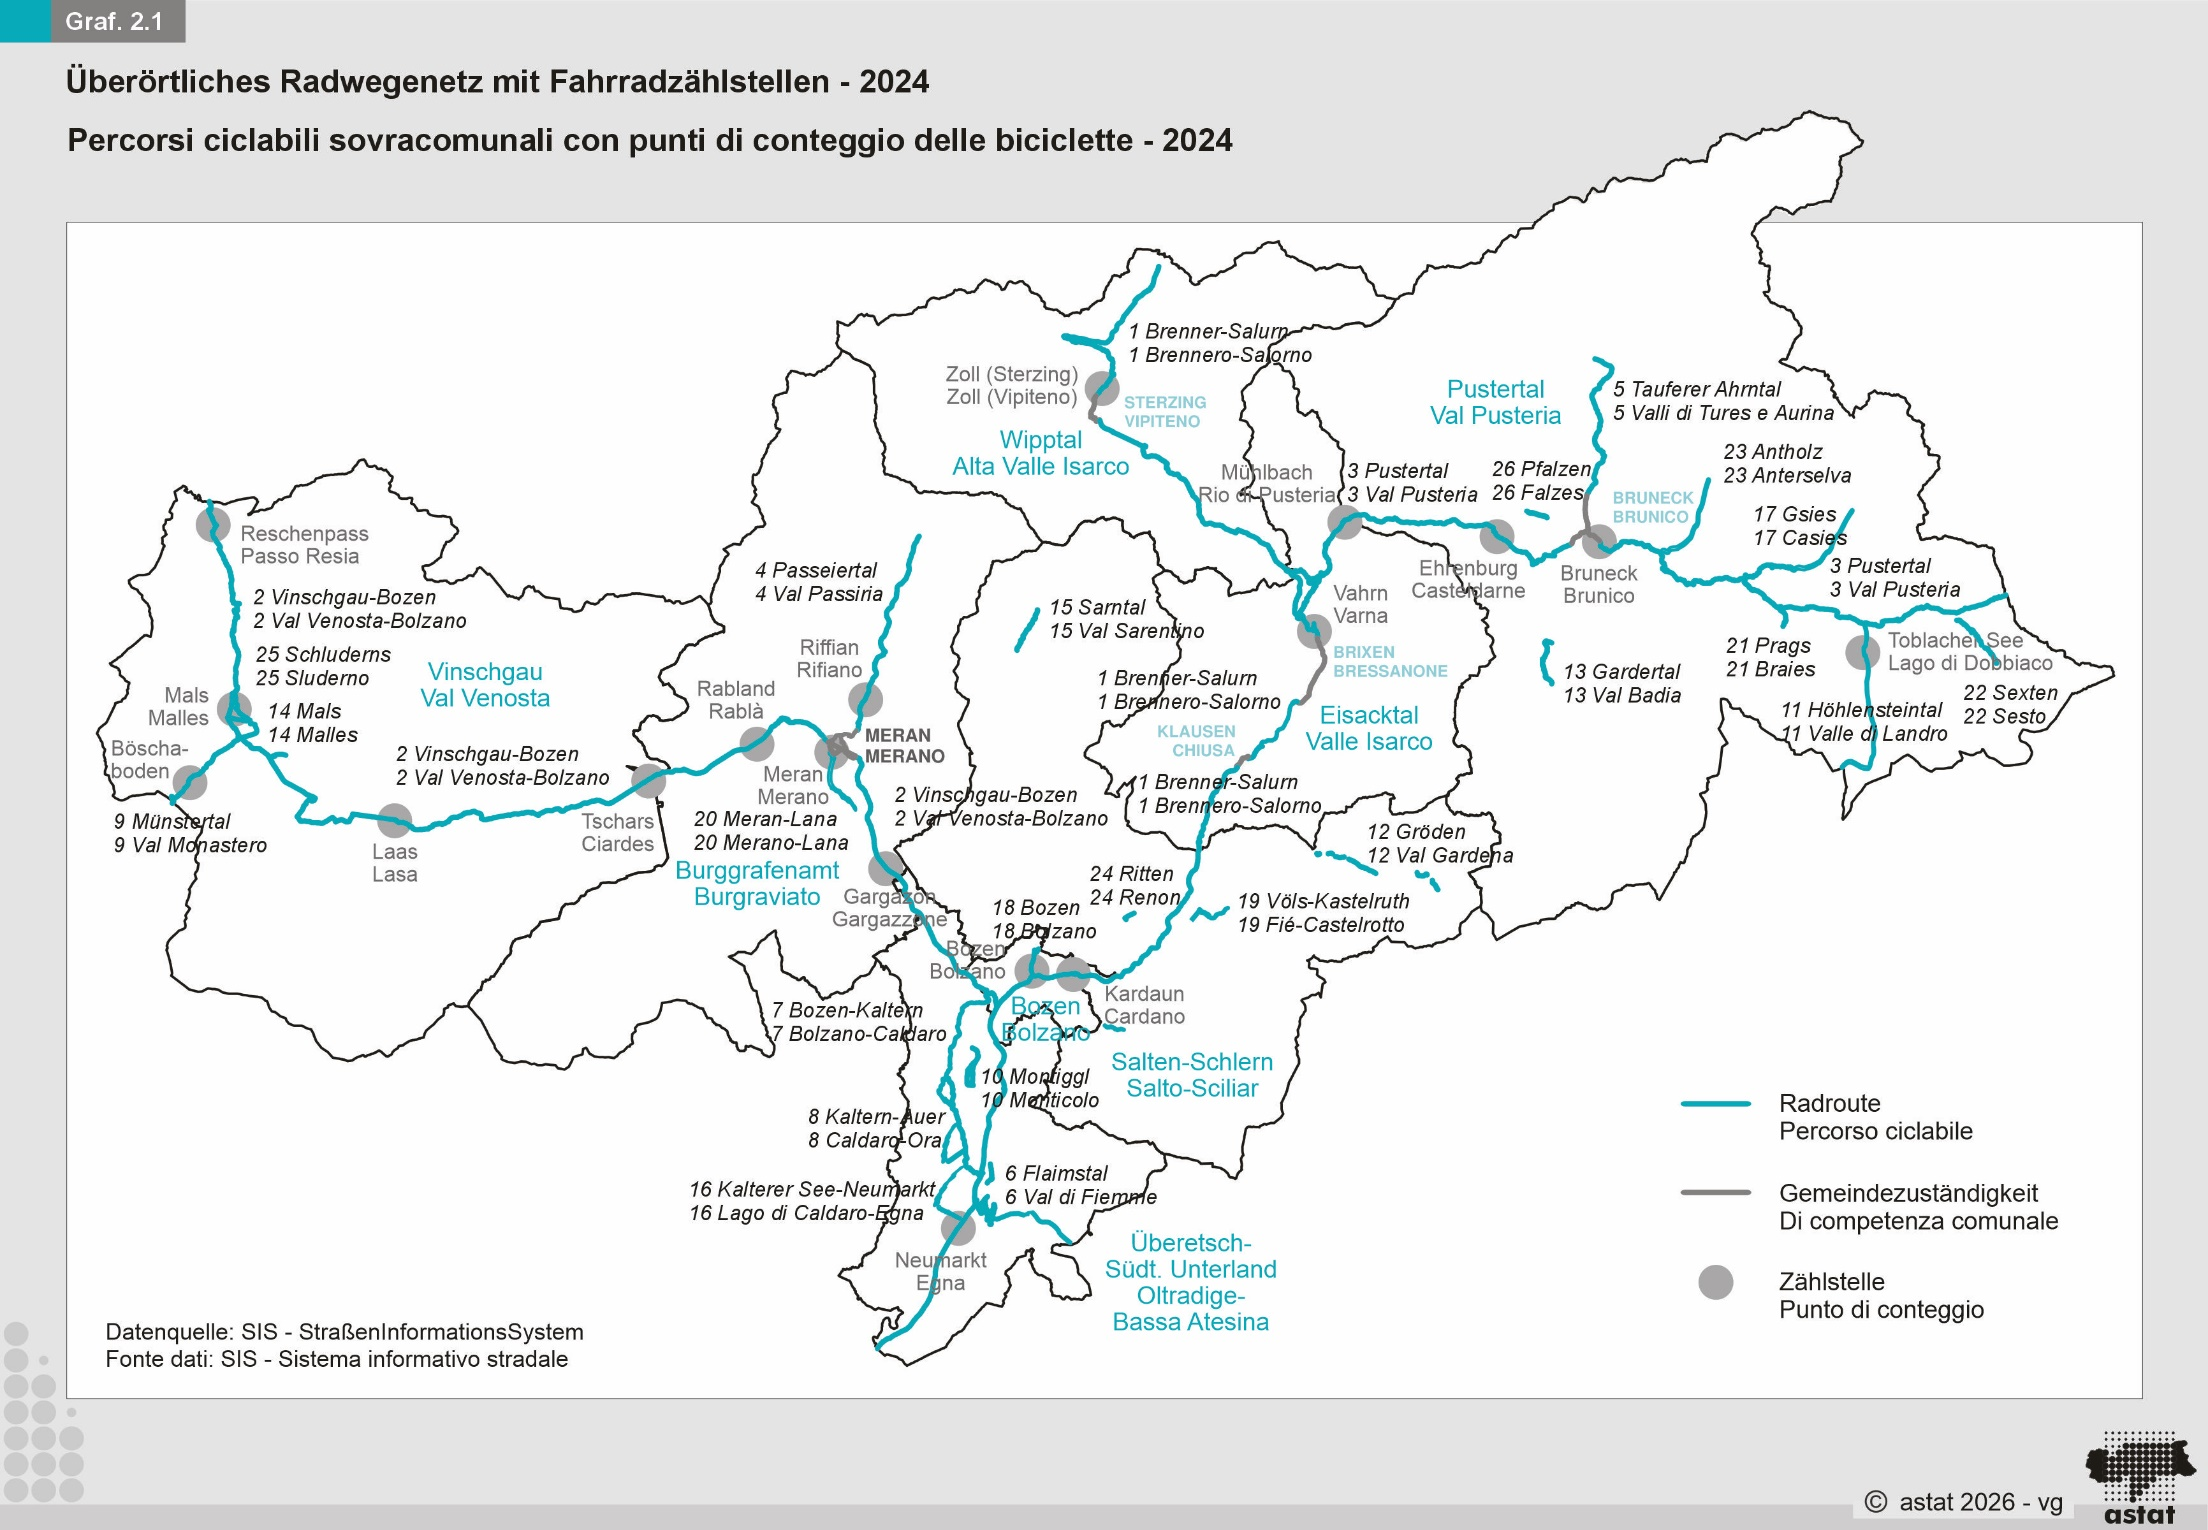 Graf. 2.1
Überörtliches Radwegenetz mit Fahrradzählstellen - 2024
Percorsi ciclabili sovracomunali con punti di conteggio delle biciclette - 2024
1 Brenner-Salurn
1 Brennero-Salorno
Zoll (Sterzing)
Zoll (Vipiteno)
STERZING
VIPITENO
Wipptal
Alta Valle Isarco
Pustertal
Val Pusteria
5 Tauferer Ahrntal
5 Valli di Tures e Aurina
23 Antholz
23 Anterselva
Mühlbach
Rio di Pusteria
3 Pustertal
3 Val Pusteria
26 Pfalzen
26 Falzes
BRUNECK
BRUNICO
17 Gsies
17 Casies
Reschenpass
Passo Resia
3 Pustertal
3 Val Pusteria
Ehrenburg
Casteldarne
Bruneck
Brunico
4 Passeiertal
4 Val Passiria
2 Vinschgau-Bozen
2 Val Venosta-Bolzano
15 Sarntal
15 Val Sarentino
Vahrn
Varna
25 Schluderns
25 Sluderno
Vinschgau
Val Venosta
Riffian
Rifiano
BRIXEN
BRESSANONE
21 Prags
21 Braies
Toblacher See
Lago di Dobbiaco
13 Gardertal
13 Val Badia
1 Brenner-Salurn
1 Brennero-Salorno
Mals
Malles
14 Mals
14 Malles
Rabland
Rablà
22 Sexten
22 Sesto
11 Höhlensteintal
11 Valle di Landro
Eisacktal
Valle Isarco
KLAUSEN
CHIUSA
MERAN
MERANO
Böscha-
boden
2 Vinschgau-Bozen
2 Val Venosta-Bolzano
Meran
Merano
1 Brenner-Salurn
1 Brennero-Salorno
2 Vinschgau-Bozen
2 Val Venosta-Bolzano
9 Münstertal
9 Val Monastero
Tschars
Ciardes
20 Meran-Lana
20 Merano-Lana
12 Gröden
12 Val Gardena
Laas
Lasa
Burggrafenamt
Burgraviato
24 Ritten
24 Renon
Gargazon
Gargazzone
19 Völs-Kastelruth
19 Fié-Castelrotto
18 Bozen
18 Bolzano
Bozen
Bolzano
Kardaun
Cardano
Bozen
Bolzano
7 Bozen-Kaltern
7 Bolzano-Caldaro
Salten-Schlern
Salto-Sciliar
10 Montiggl
10 Monticolo
8 Kaltern-Auer
8 Caldaro-Ora
6 Flaimstal
6 Val di Fiemme
16 Kalterer See-Neumarkt
16 Lago di Caldaro-Egna
Neumarkt
Egna
Überetsch-
Südt. Unterland
Oltradige-
Bassa Atesina
Radroute
Percorso ciclabile
Gemeindezuständigkeit
Di competenza comunale
Zählstelle
Punto di conteggio
Datenquelle: SIS - StraßenInformationsSystem
Fonte dati: SIS - Sistema informativo stradale
© astat 2026 - vg
astat